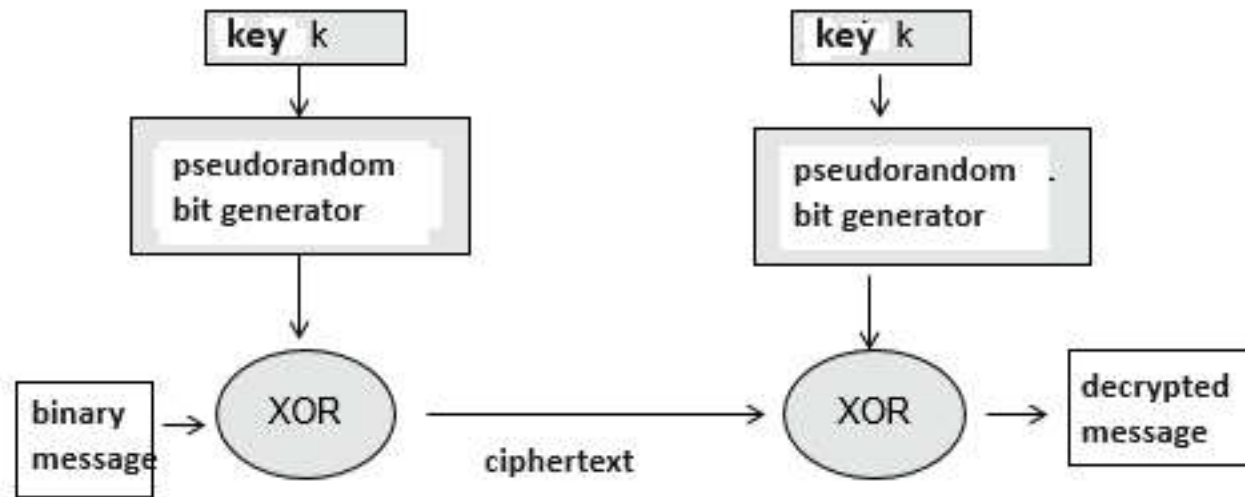 key k
key k
pseudorandom
bit generator
pseudorandom .
bit generator
XOR
XOR
binary
message
ciphertext
decrypted
message